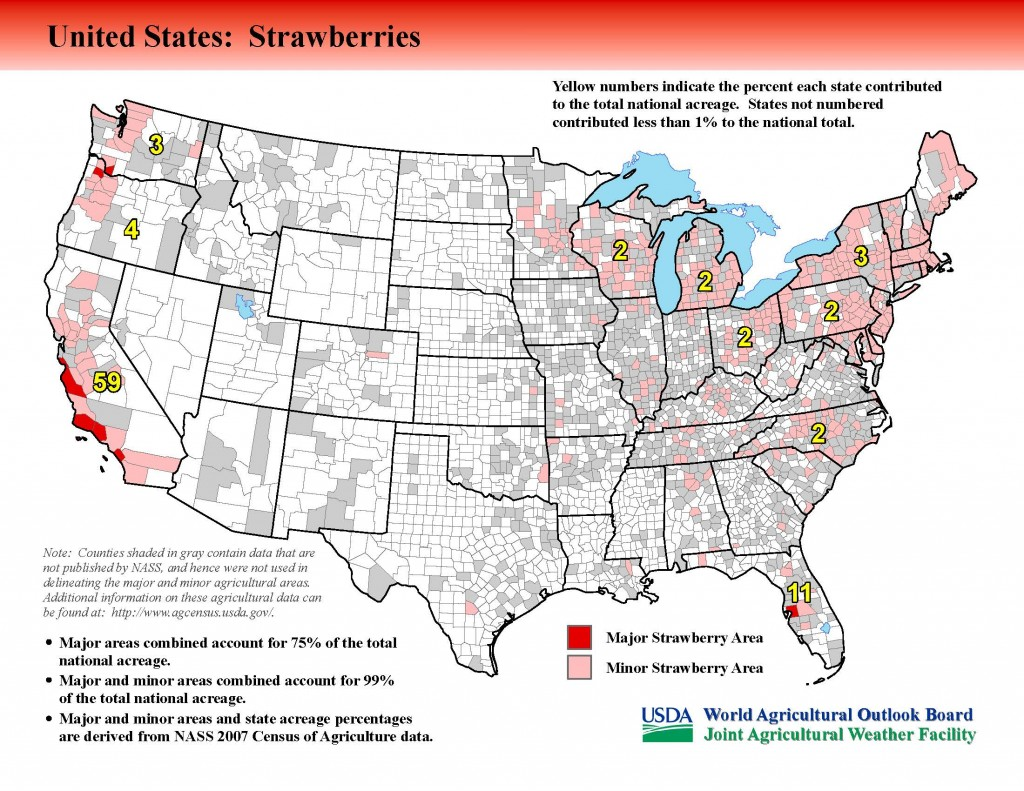 United States: Strawberries
Yellow numbers indicate the percent each state contributed
to the total national acreage. States not numbered
contributed less than 1% to the national total.
3
4
59
2
2
3
2
2
2
11
Note: Counties shaded in gray contain data that are
not published by NASS, and hence were not used in
delineating the major and minor agricultural areas.
Additional information on these agricultural data can
be found at: http://www.agcensus.usda.gov/.
• Major areas combined account for 75% of the total
national acreage.
• Major and minor areas combined account for 99%
of the total national acreage.
• Major and minor areas and state acreage percentages
are derived from NASS 2007 Census of Agriculture data.
Major Strawberry Area
Minor Strawberry Area
USDA World Agricultural Outlook Board
Joint Agricultural Weather Facility